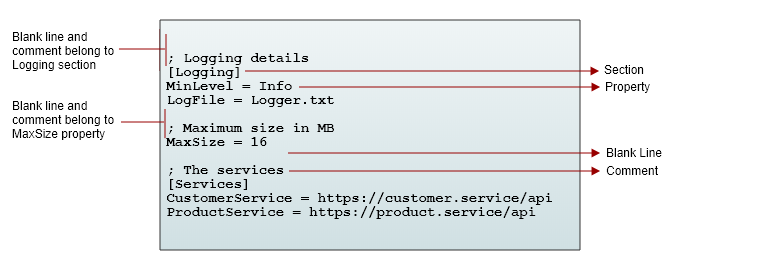 Blank line and
comment belong to
Logging section
Blank line and
comment belong to
MaxSize property
; Logging details
[Logging]
MinLevel = Info
LogFile = Logger.txt
; Maximum size in MB
MaxSize = 16
; The services
[Services]
CustomerService = https://customer.service/api
ProductService = https://product.service/api
Section
Property
Blank Line
Comment